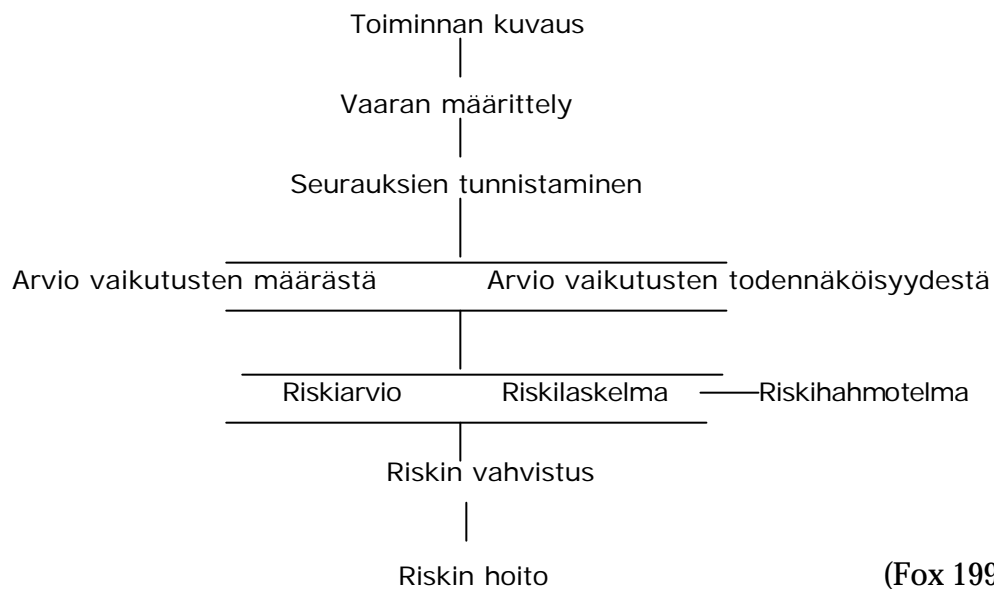 Toiminnan kuvaus
Vaaran määrittely
Seurauksien tunnistaminen
Arvio vaikutusten määrästä Arvio vaikutusten todennäköisyydestä
Riskiarvio Riskilaskelma Riskihahmotelma
Riskin vahvistus
Riskin hoito (Fox 199